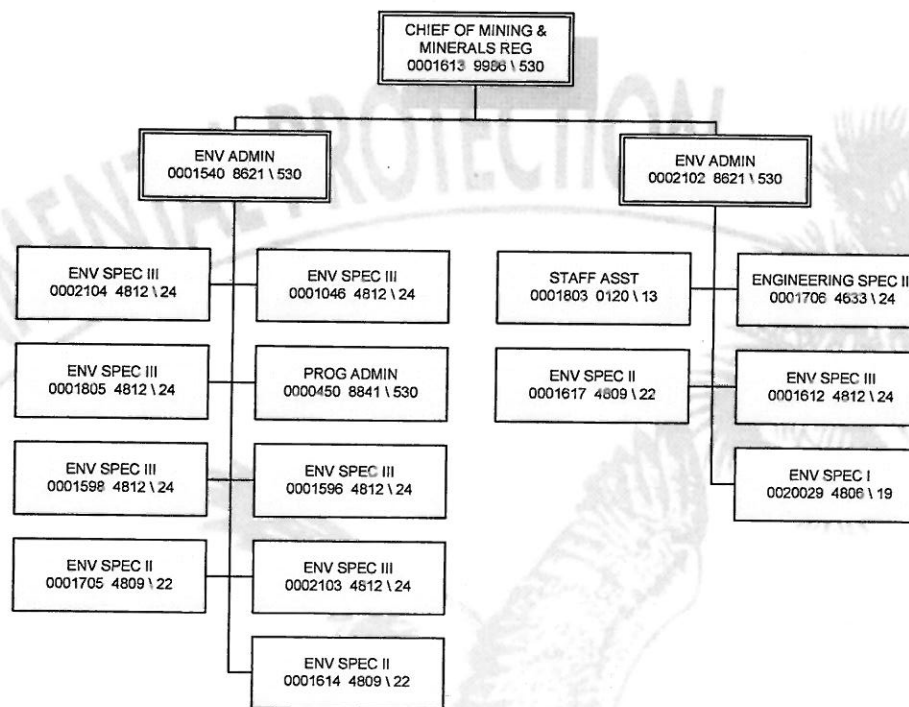 CHIEF OF MINING &
MINERALS REG
0001613 9986 \ 530
ENV ADMIN
0001540 8621 \ 530
ENV ADMIN
0002102 8621 \ 530
ENV SPEC III
0002104 4812 \ 24
ENV SPEC III
0001046 4812 \ 24
STAFF ASST
0001803 0120 \ 13
ENGINEERING SPEC II
0001706 4633 \ 24
ENV SPEC III
0001805 4812 \ 24
PROG ADMIN
0000450 8841 \ 530
ENV SPEC II
0001617 4809 \ 22
ENV SPEC III
0001612 4812 \ 24
ENV SPEC III
0001598 4812 \ 24
ENV SPEC III
0001596 4812 \ 24
ENV SPEC I
0020029 4806 \ 19
ENV SPEC II
0001705 4809 \ 22
ENV SPEC III
0002103 4812 \ 24
ENV SPEC II
0001614 4809 \ 22
MENTAL PROTECTION